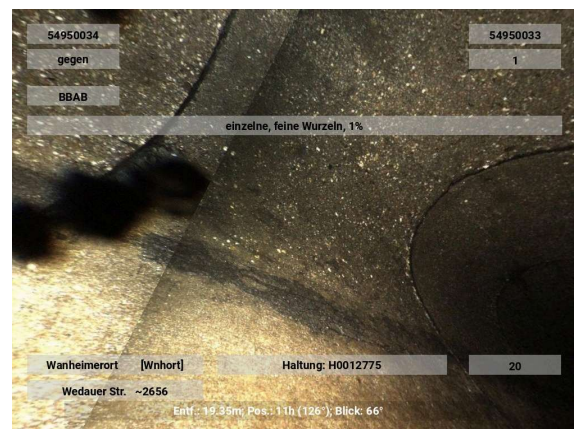 54950034 54950033
gegen 1
BBAB
einzelne, feine Wurzeln, 1%
Wanheimerort [Wnhort] Haltung: H0012775 20
Wedauer Str. ~2656
Entf.: 19.35m; Pos.: 11h (126°); Blick: 66°